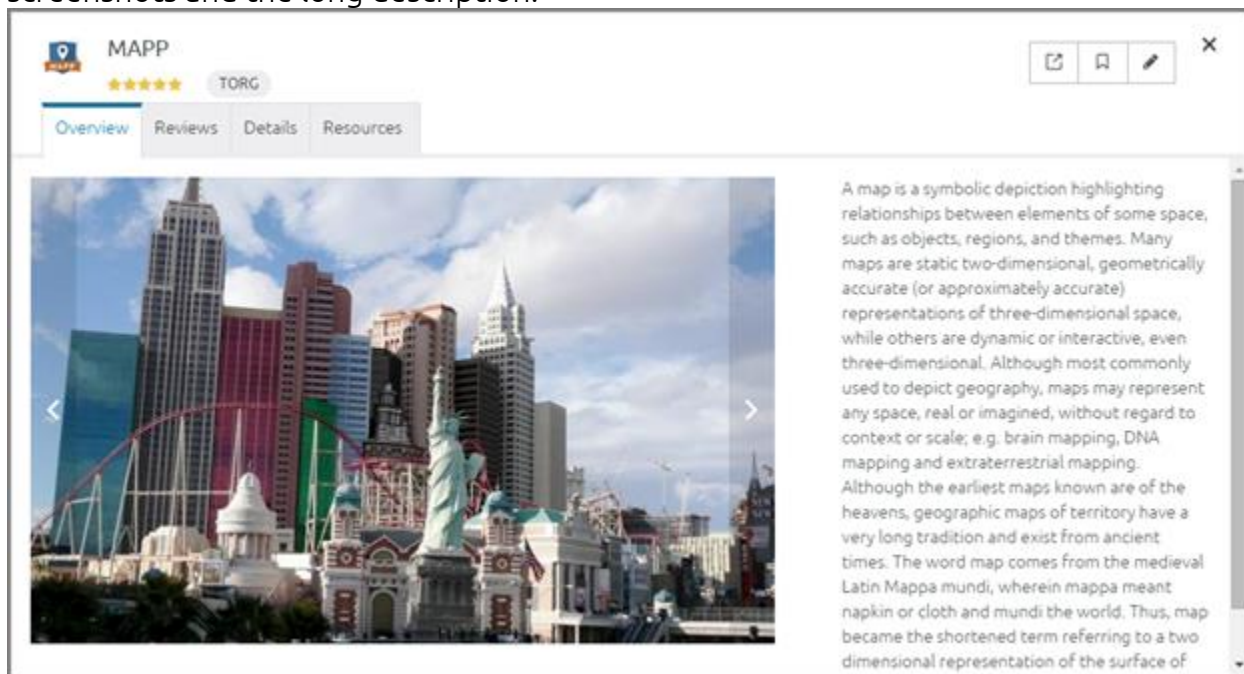 screenshots and the long description.
MAPP
MAPP
TORG
Overview Reviews Details Resources
A map is a symbolic depiction highlighting
relationships between elements of some space,
such as objects, regions, and themes. Many
maps are static two-dimensional, geometrically
accurate (or approximately accurate)
representations of three-dimensional space,
while others are dynamic or interactive, even
three-dimensional. Although most commonly
used to depict geography, maps may represent
any space, real or imagined, without regard to
context or scale; e.g. brain mapping, DNA
mapping and extraterrestrial mapping.
Although the earliest maps known are of the
heavens, geographic maps of territory have a
very long tradition and exist from ancient
times. The word map comes from the medieval
Latin Mappa mundi, wherein mappa meant
napkin or cloth and mundi the world. Thus, map
became the shortened term referring to a two
dimensional representation of the surface of